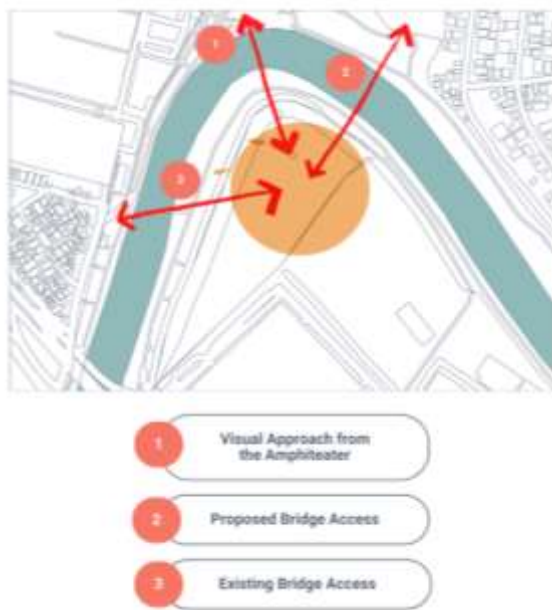 1
2
3
1
Visual Approach from
the Amphiteater
2
Proposed Bridge Access
3
Existing Bridge Access